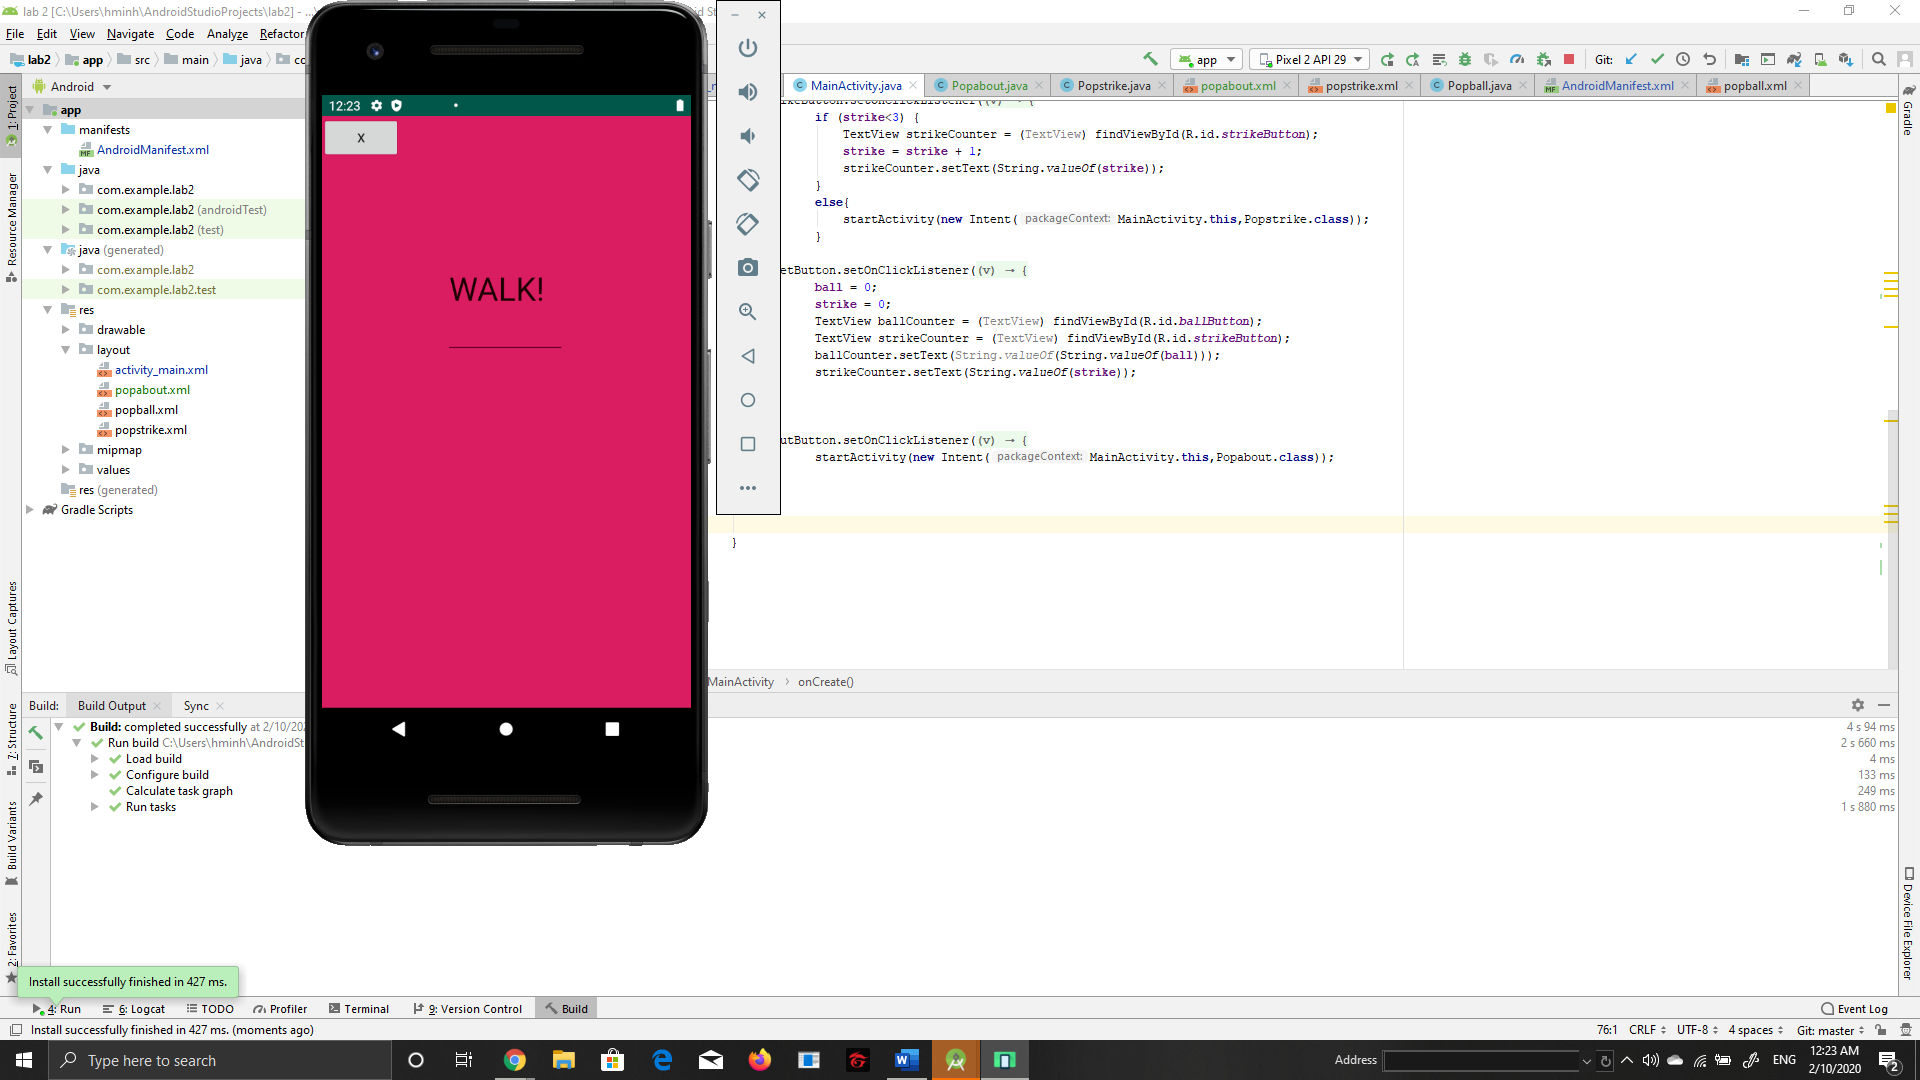 lab 2 [C:\Users\hminh\AndroidStudioProjects\lab2] - ...
File Edit View Navigate Code Analyze Refactor
lab2 app src main java
app Pixel 2 API 29 Git:
Android
MainActivity.java Popabout.java Popstrike.java popabout.xml popstrike.xml Popball.java AndroidManifest.xml popball.xml
1: Project
Resource Manager
Layout Captures
7: Structure
Build Variants
2: Favorites
app
manifests
AndroidManifest.xml
java
com.example.lab2
com.example.lab2 (androidTest)
com.example.lab2 (test)
java (generated)
com.example.lab2
com.example.lab2.test
res
drawable
layout
activity_main.xml
popabout.xml
popball.xml
popstrike.xml
mipmap
values
res (generated)
Gradle Scripts
12:23
X
WALK!
if (strike<3) {
TextView strikeCounter = (TextView) findViewById(R.id.strikeButton);
strike = strike + 1;
strikeCounter.setText(String.valueOf(strike));
}
else{
startActivity(new Intent( packageContext: MainActivity.this,Popstrike.class));
}
etButton.setOnClickListener((v) → {
ball = 0;
strike = 0;
TextView ballCounter = (TextView) findViewById(R.id.ballButton);
TextView strikeCounter = (TextView) findViewById(R.id.strikeButton);
ballCounter.setText(String.valueOf(String.valueOf(ball)));
strikeCounter.setText(String.valueOf(strike));
utButton.setOnClickListener((v) → {
startActivity(new Intent( packageContext: MainActivity.this,Popabout.class));
}
MainActivity › onCreate()
Gradle
Device File Explorer
Build: Build Output Sync
Build: completed successfully at 2/10/20
Run build C:\Users\hminh\AndroidSt
Load build
Configure build
Calculate task graph
Run tasks
4 s 94 ms
2 s 660 ms
4 ms
133 ms
249 ms
1 s 880 ms
Install successfully finished in 427 ms.
4: Run 6: Logcat TODO Profiler Terminal 9: Version Control Build Event Log
Install successfully finished in 427 ms. (moments ago) 76:1 CRLF UTF-8 4 spaces Git: master
Type here to search
Address
ENG
12:23 AM
2/10/2020
2